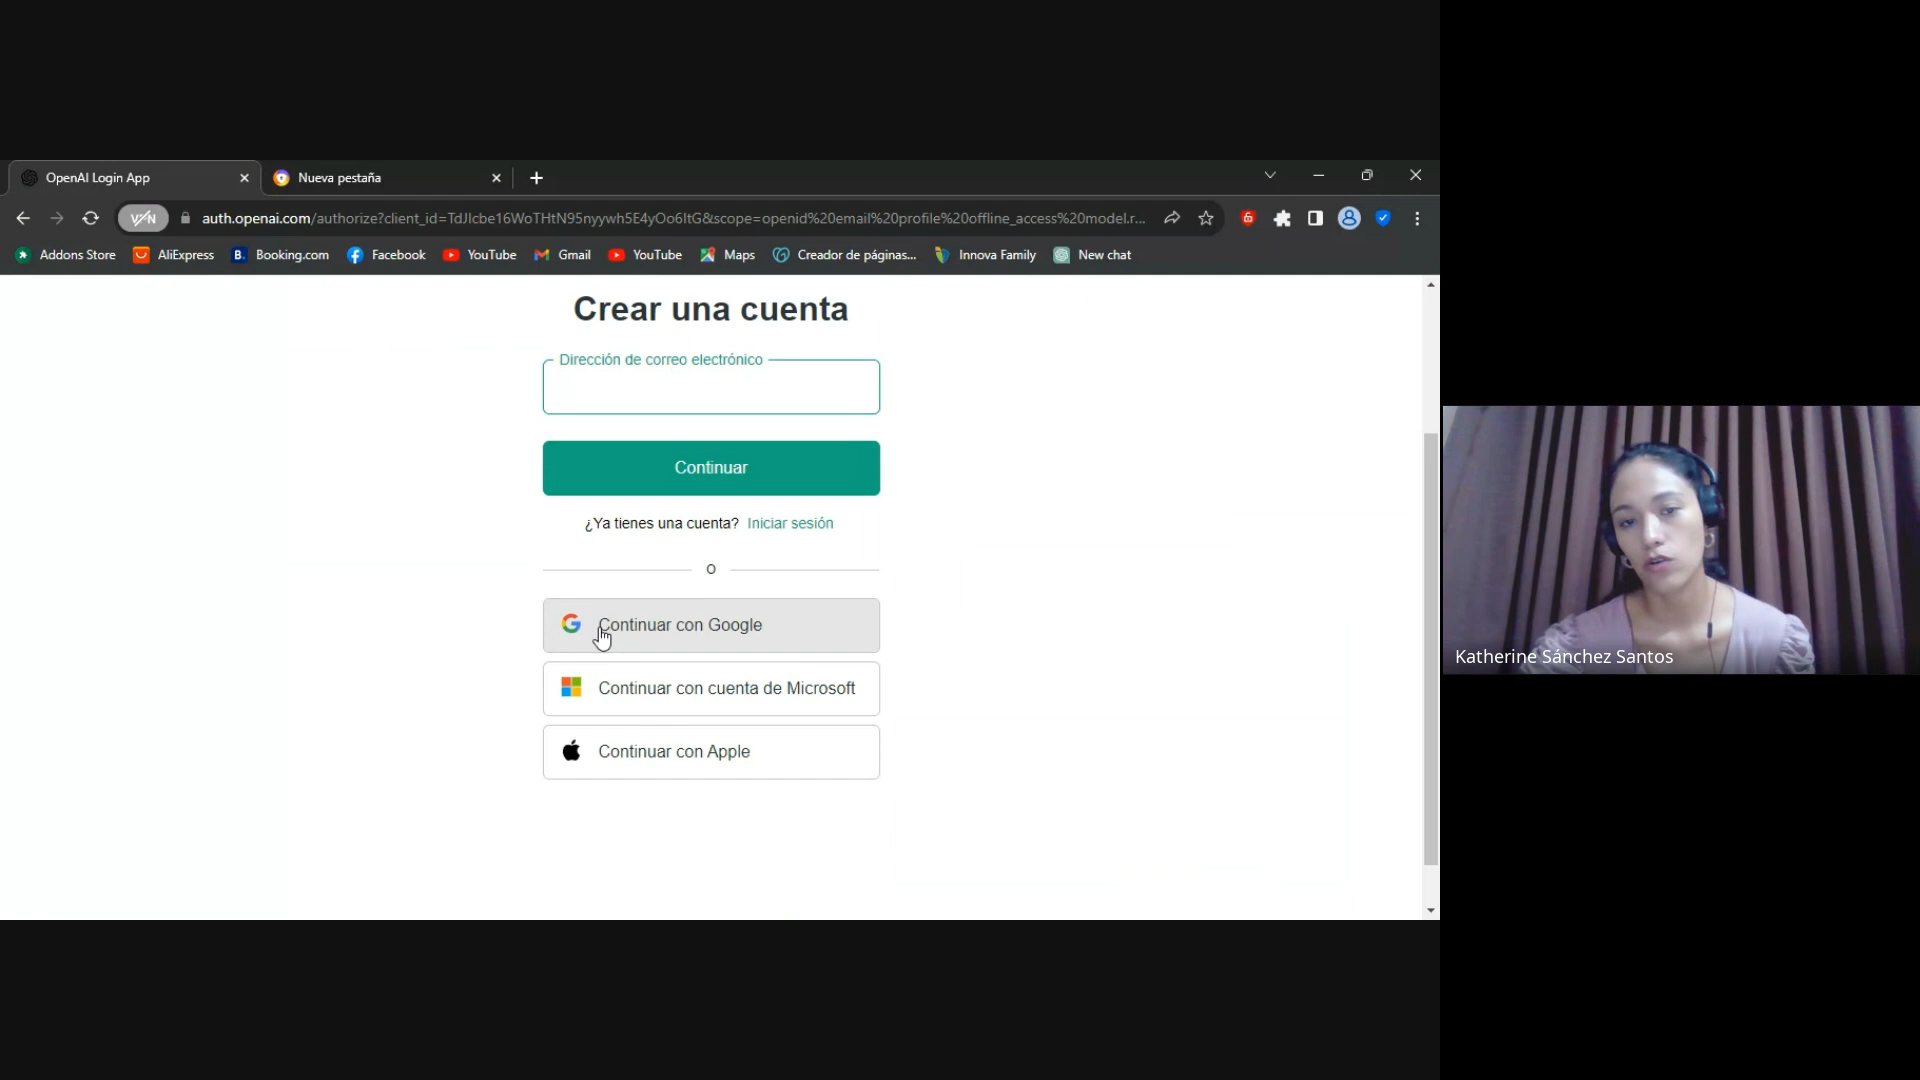 OpenAI Login App
Nueva pestaña
VPN
auth.openai.com/authorize?client_id=TdJIcbe16WoTHtN95nyywh5E4yOo6ItG&scope=openid%20email%20profile%20offline_access%20model.r...
Addons Store
AliExpress
B. Booking.com
Facebook
YouTube
Gmail
YouTube
Maps
Creador de páginas...
Innova Family
New chat
Crear una cuenta
Dirección de correo electrónico
Continuar
¿Ya tienes una cuenta? Iniciar sesión
O
Continuar con Google
Continuar con cuenta de Microsoft
Continuar con Apple
Katherine Sánchez Santos